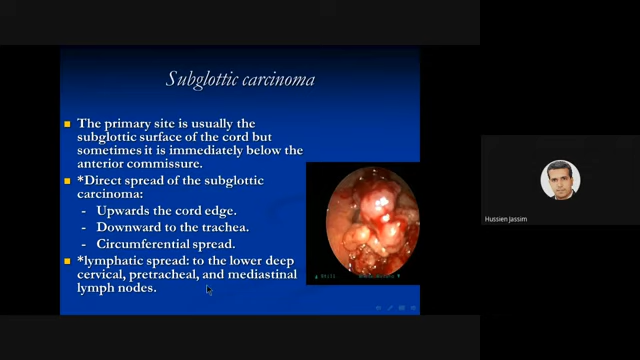 Subglottic carcinoma
The primary site is usually the
subglottic surface of the cord but
sometimes it is immediately below the
anterior commissure.
*Direct spread of the subglottic
carcinoma:
- Upwards the cord edge.
- Downward to the trachea.
- Circumferential spread.
*lymphatic spread: to the lower deep
cervical, pretracheal, and mediastinal
lymph nodes.
Hussien Jassim